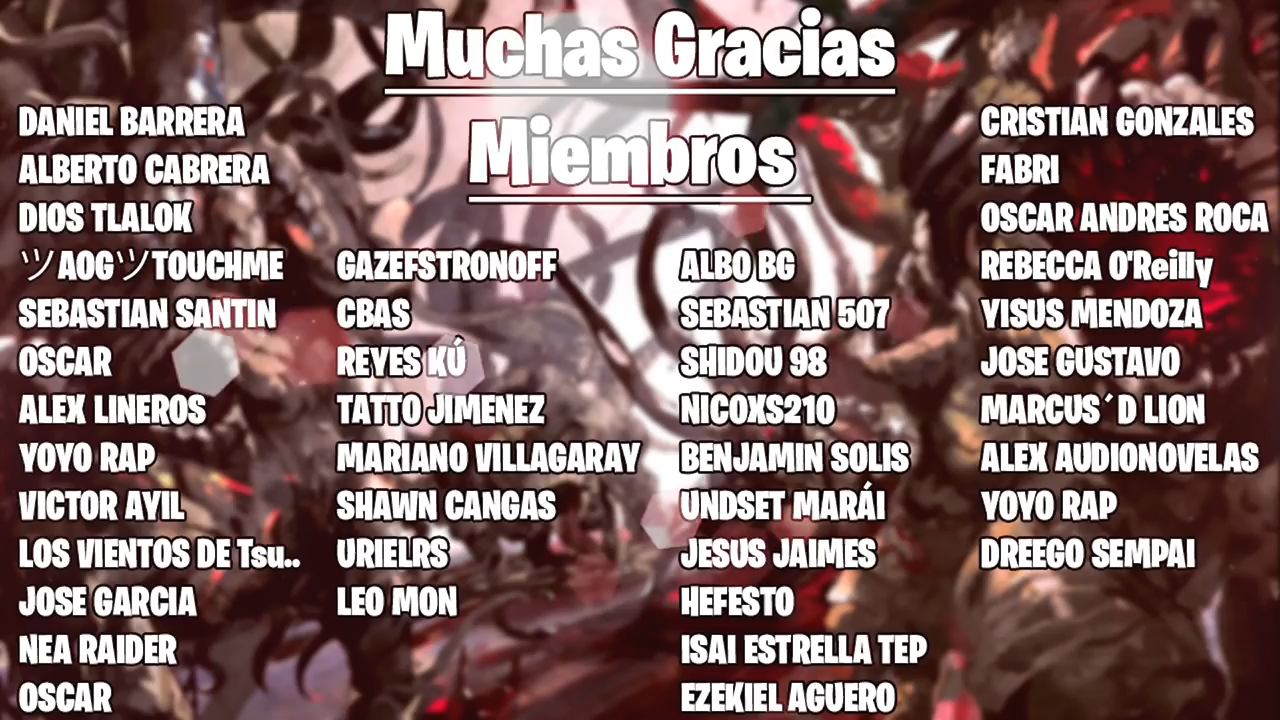 Muchas Gracias
Miembros
DANIEL BARRERA
ALBERTO CABRERA
DIOS TLALOK
ツAOGツTOUCHME
SEBASTIAN SANTIN
OSCAR
ALEX LINEROS
YOYO RAP
VICTOR AYIL
LOS VIENTOS DE Tsu..
JOSE GARCIA
NEA RAIDER
OSCAR
GAZEFSTRONOFF
CBAS
REYES KÚ
TATTO JIMENEZ
MARIANO VILLAGARAY
SHAWN CANGAS
URIELRS
LEO MON
ALBO BG
SEBASTIAN 507
SHIDOU 98
NICOXS210
BENJAMIN SOLIS
UNDSET MARÁI
JESUS JAIMES
HEFESTO
ISAI ESTRELLA TEP
EZEKIEL AGUERO
CRISTIAN GONZALES
FABRI
OSCAR ANDRES ROCA
REBECCA O'Reilly
YISUS MENDOZA
JOSE GUSTAVO
MARCUS´D LION
ALEX AUDIONOVELAS
YOYO RAP
DREEGO SEMPAI